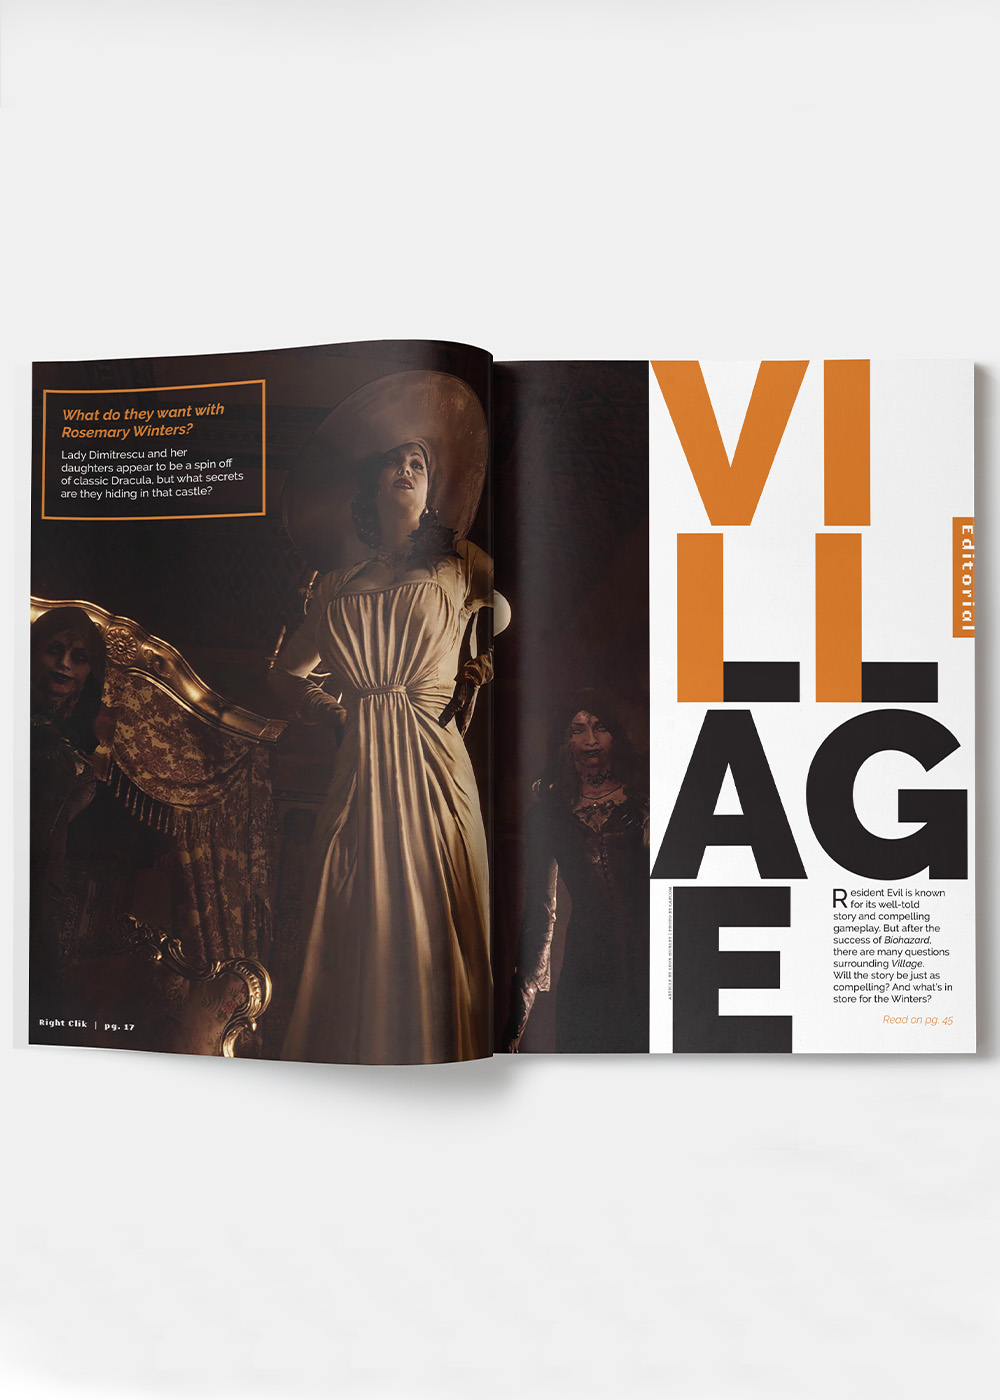 What do they want with
Rosemary Winters?
Lady Dimitrescu and her
daughters appear to be a spin off
of classic Dracula, but what secrets
are they hiding in that castle?
Right Clik | pg. 17
VI
LL
AG
E
Editorial
Resident Evil is known
for its well-told
story and compelling
gameplay. But after the
success of Biohazard,
there are many questions
surrounding Village.
Will the story be just as
compelling? And what's in
store for the Winters?
Read on pg. 45